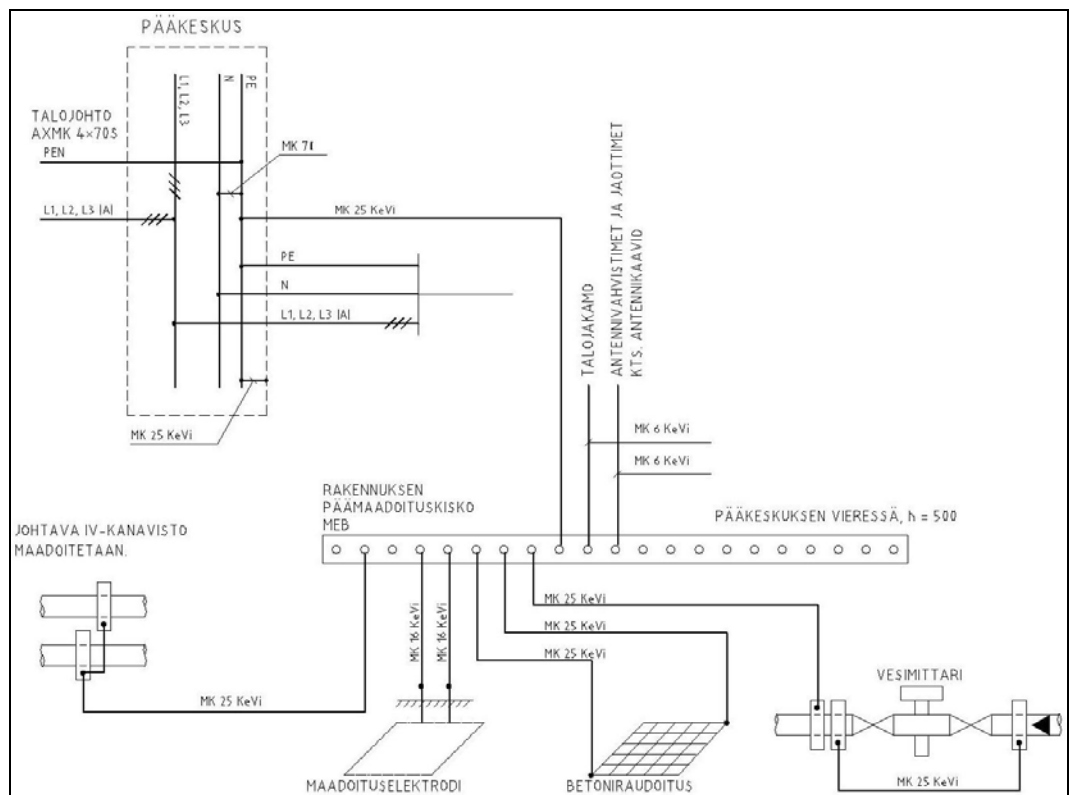 PÄÄKESKUS
L1, L2, L3
N
PE
TALOJOHTO
AXMK 4×70S
PEN
L1, L2, L3 |A|
MK 25 KeVi
PE
N
L1, L2, L3 |A|
MK 25 KeVi
TALOJAKAMO
ANTENNIVAHVISTIMET JA JAOTTIMET
KTS. ANTENNIKAAVIO
MK 6 KeVi
MK 6 KeVi
RAKENNUKSEN
PÄÄMAADOITUSKISKO
MEB
PÄÄKESKUKSEN VIERESSÄ, h = 500
JOHTAVA IV-KANAVISTO
MAADOITETAAN.
MK 25 KeVi
MK 16 KeVi
MK 16 KeVi
MK 25 KeVi
MK 25 KeVi
MK 25 KeVi
MAADOITUSELEKTRODI
BETONIRAUDOITUS
VESIMITTARI
MK 25 KeVi